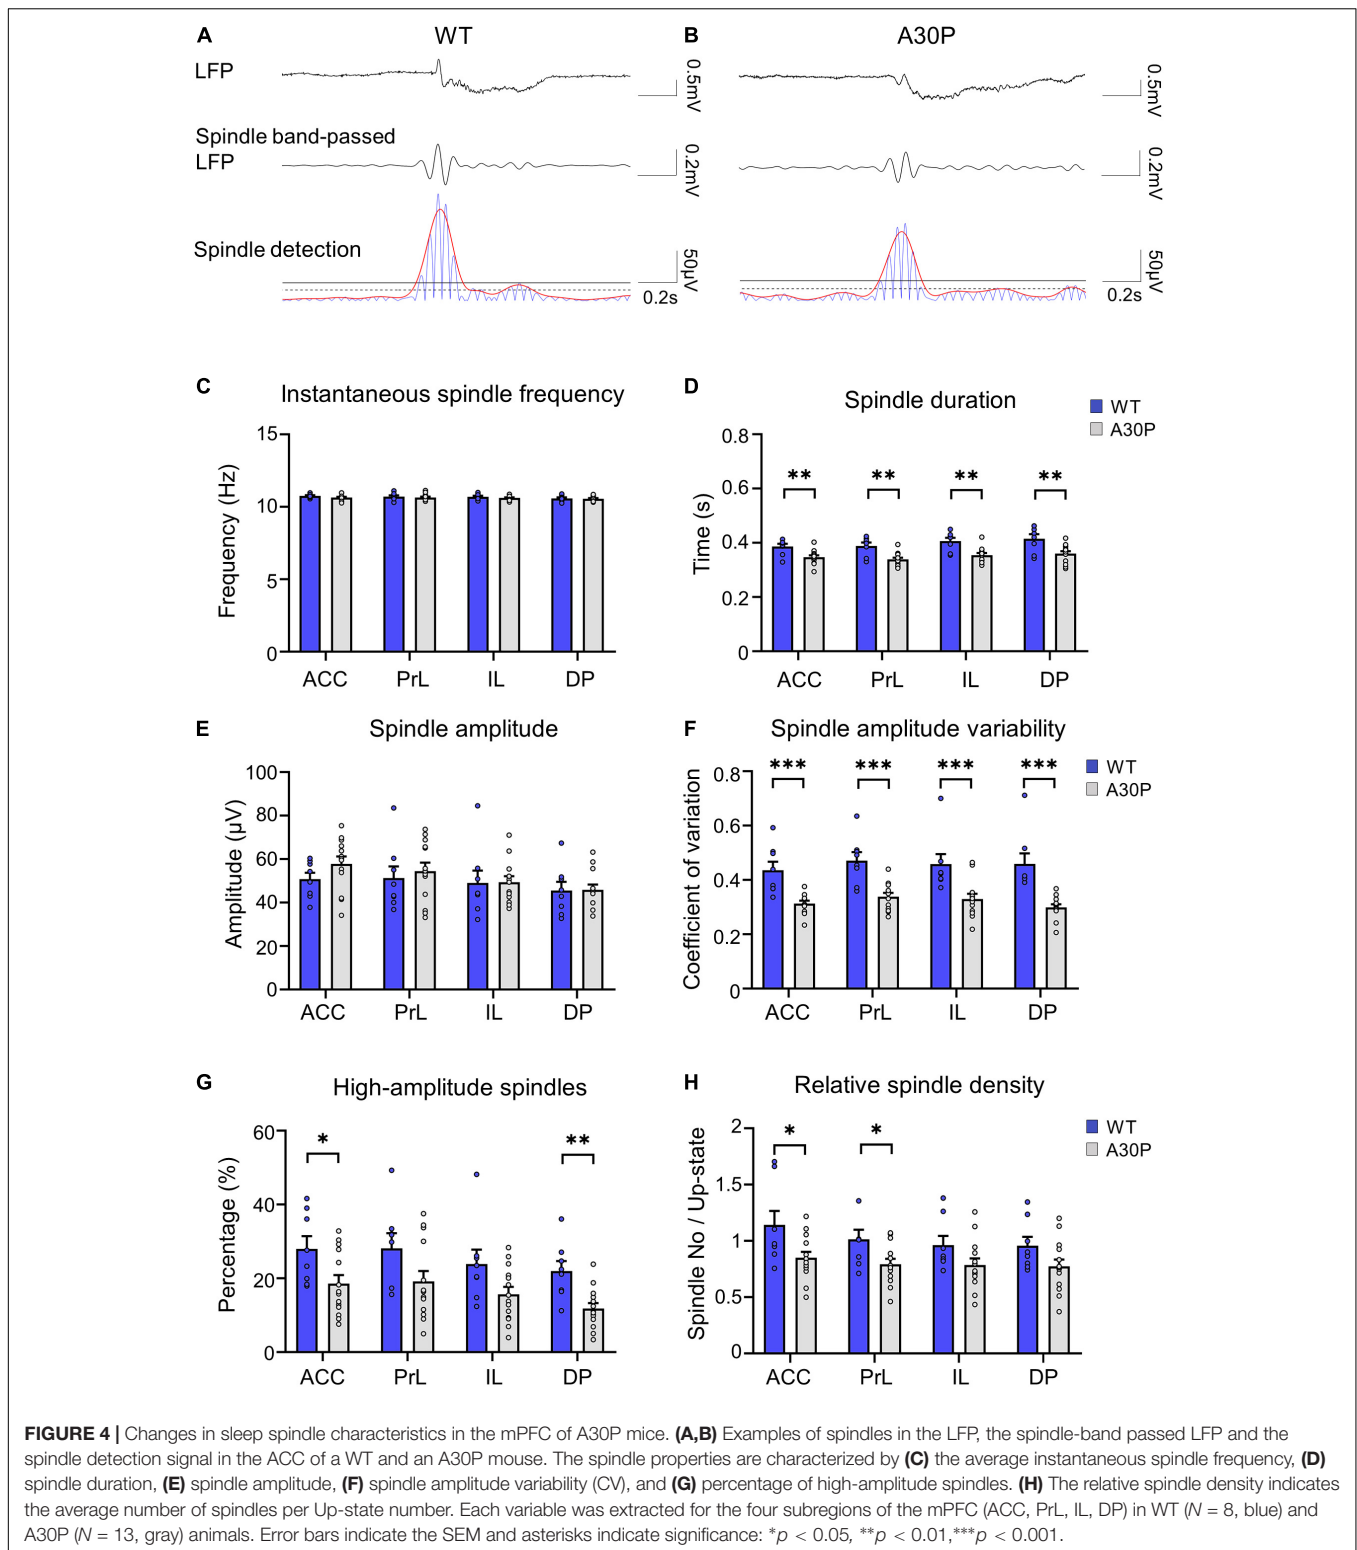 A WT B A30P
LFP
0.5mV
0.5mV
Spindle band-passed
LFP
0.2mV
0.2mV
Spindle detection
50µV
0.2s
50µV
0.2s
C Instantaneous spindle frequency
Frequency (Hz)
15
10
5
0
ACC PrL IL DP
D Spindle duration
WT
A30P
Time (s)
0.8
0.6
0.4
0.2
0
** ** ** **
ACC PrL IL DP
E Spindle amplitude
Amplitude (µV)
100
80
60
40
20
0
ACC PrL IL DP
F Spindle amplitude variability
WT
A30P
Coefficient of variation
0.8
0.6
0.4
0.2
0
*** *** *** ***
ACC PrL IL DP
G High-amplitude spindles
Percentage (%)
60
40
20
0
* **
ACC PrL IL DP
H Relative spindle density
WT
A30P
Spindle No / Up-state
2
1.5
1
0.5
0
* *
ACC PrL IL DP
FIGURE 4 | Changes in sleep spindle characteristics in the mPFC of A30P mice. (A,B) Examples of spindles in the LFP, the spindle-band passed LFP and the
spindle detection signal in the ACC of a WT and an A30P mouse. The spindle properties are characterized by (C) the average instantaneous spindle frequency, (D)
spindle duration, (E) spindle amplitude, (F) spindle amplitude variability (CV), and (G) percentage of high-amplitude spindles. (H) The relative spindle density indicates
the average number of spindles per Up-state number. Each variable was extracted for the four subregions of the mPFC (ACC, PrL, IL, DP) in WT (N = 8, blue) and
A30P (N = 13, gray) animals. Error bars indicate the SEM and asterisks indicate significance: *p < 0.05, **p < 0.01,***p < 0.001.